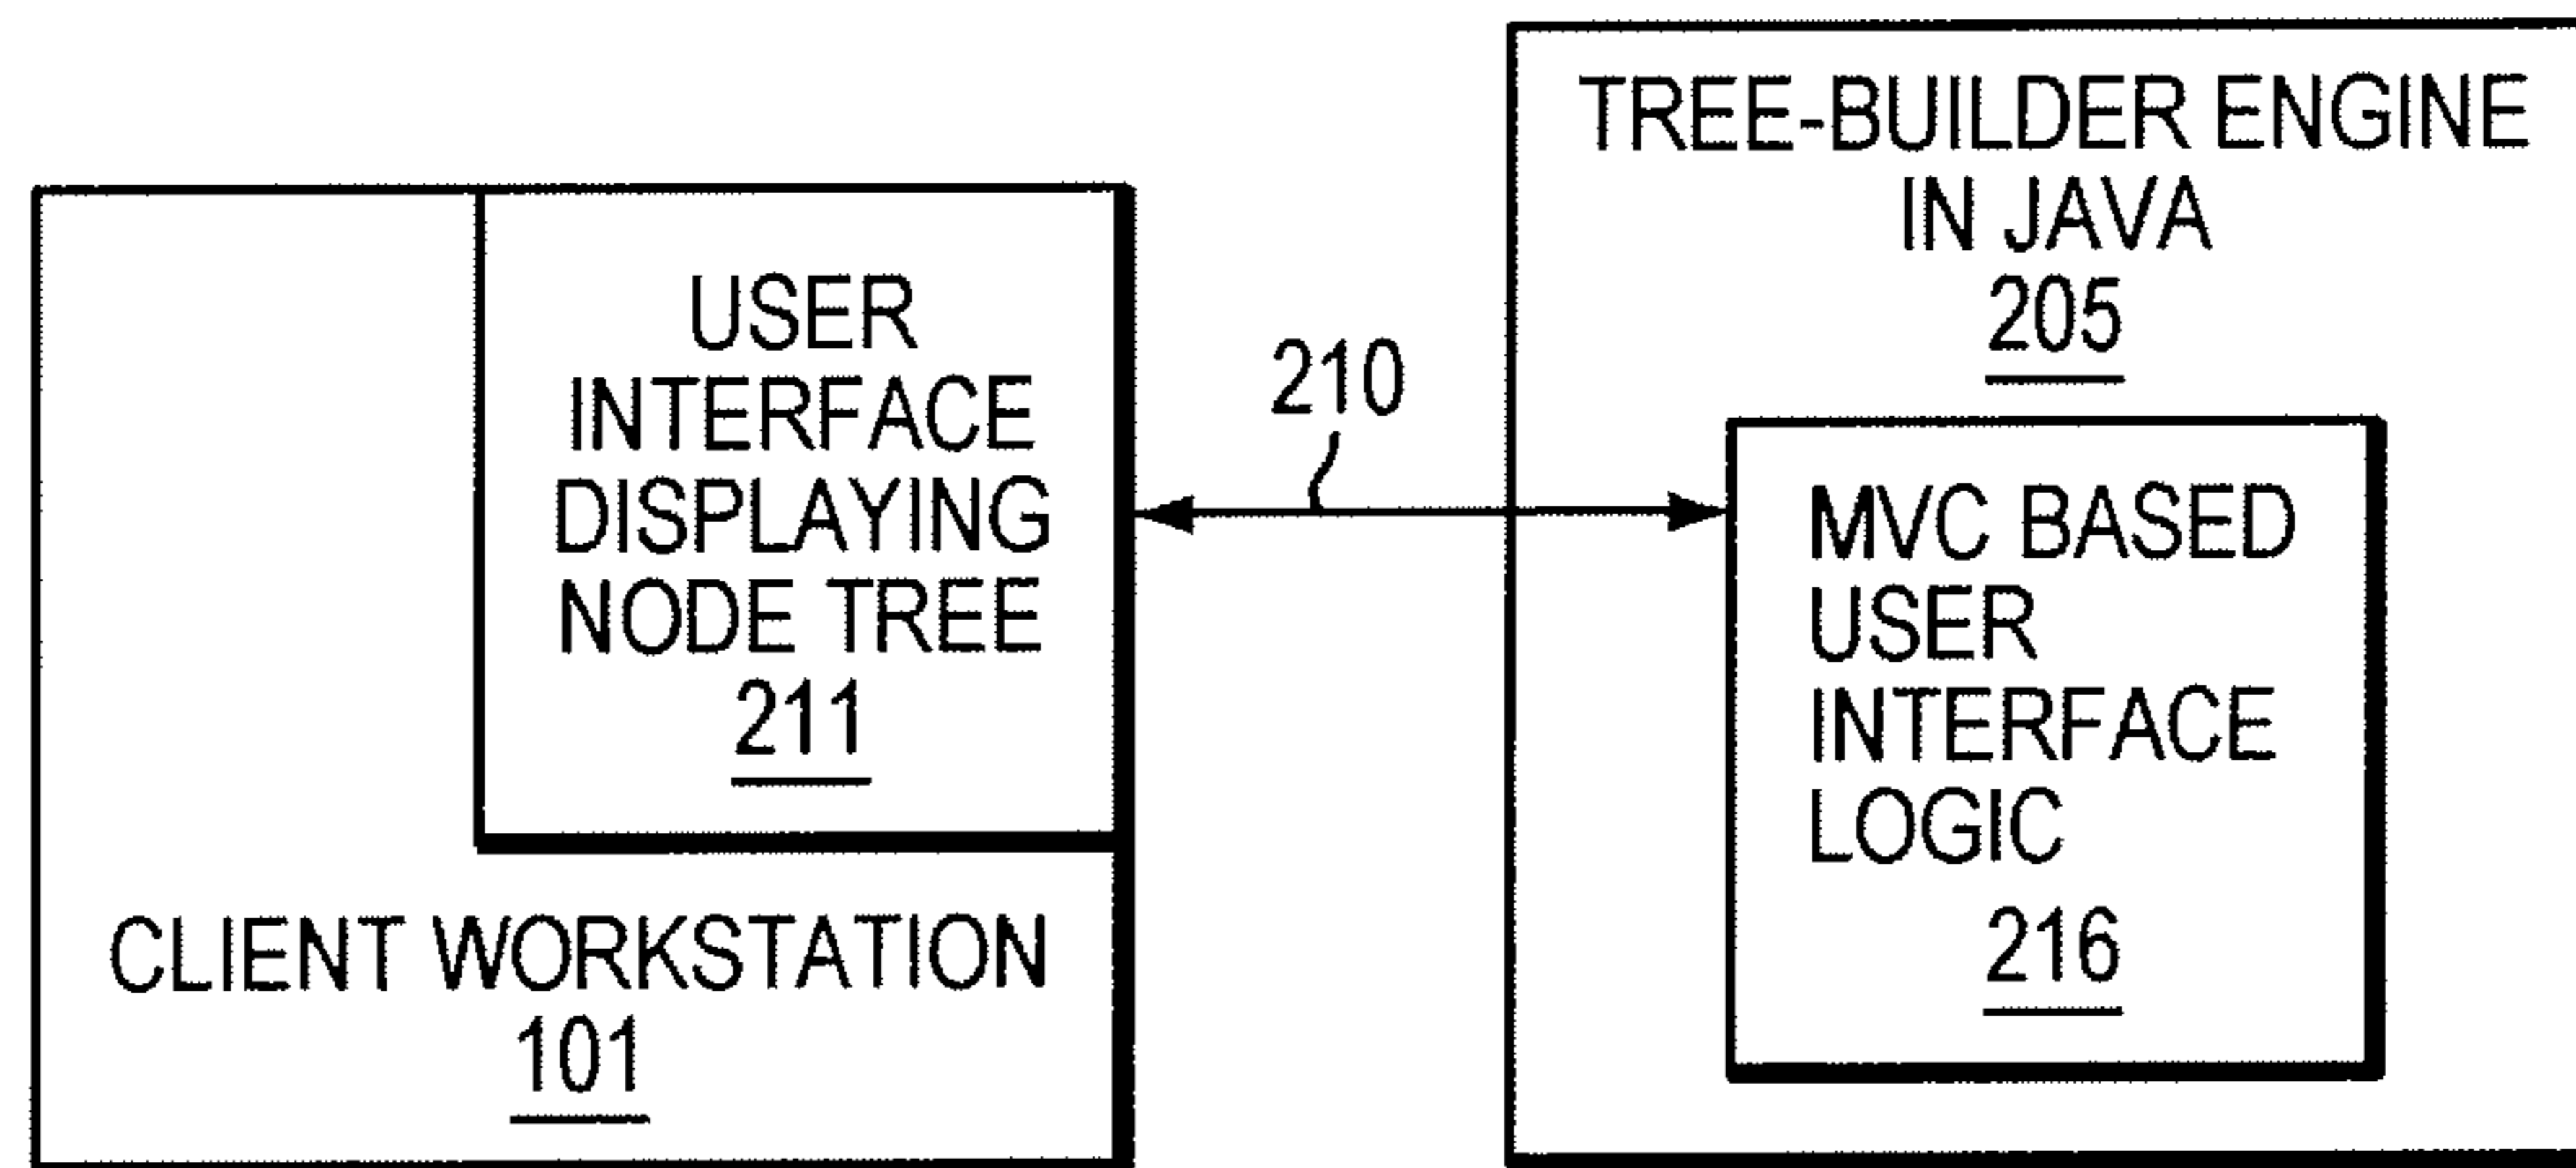 USER
INTERFACE
DISPLAYING
NODE TREE
211
CLIENT WORKSTATION
101
210
TREE-BUILDER ENGINE
IN JAVA
205
MVC BASED
USER
INTERFACE
LOGIC
216